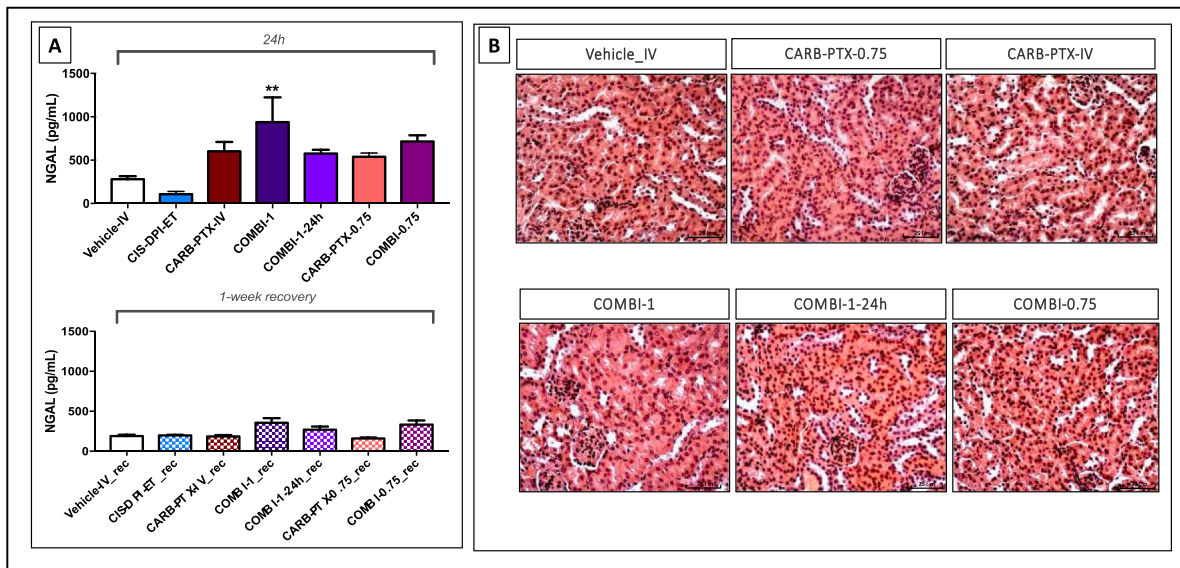 A
24h
1500
1000
500
0
NGAL (pg/mL)
**
Vehicle-IV
CIS-DPI-ET
CARB-PTX-IV
COMBI-1
COMBI-1-24h
CARB-PTX-0.75
COMBI-0.75
1-week recovery
1500
500
0
NGAL (pg/mL)
Vehicle-IV_rec
CISD PI -ET _rec
CARB-PT X-I V_rec
COMB I-1_rec
COMB I-1-24h_rec
CARB-PT X-0 .75_rec
COMB I-0.75_rec
B
Vehicle_IV
CARB-PTX-0.75
CARB-PTX-IV
COMBI-1
COMBI-1-24h
COMBI-0.75